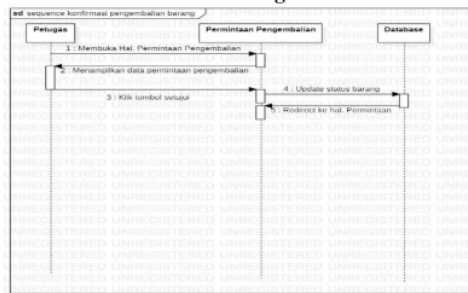 sd sequence konfirmasi pengembalian barang
Petugas
Permintaan Pengembalian
Database
1 : Membuka Hal. Permintaan Pengembalian
2 : Menampilkan data permintaan pengembalian
3 : Klik tombol setujui
4 : Update status barang
5 : Redirect ke hal. Permintaan